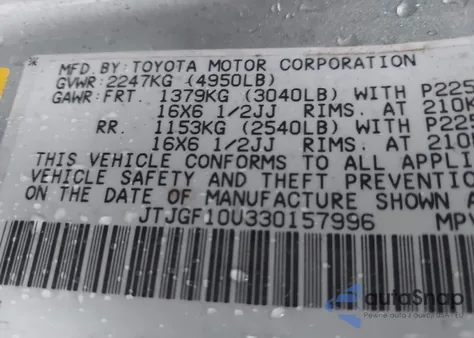 MFD BY: TOYOTA MOTOR CORPORATION
GVWR: 2247KG (4950LB)
GAWR: FRT. 1379KG (3040LB) WITH P225
16X6 1/2JJ RIMS. AT 210
RR. 1153KG (2540LB) WITH P225
16X6 1/2JJ RIMS. AT 210
THIS VEHICLE CONFORMS TO ALL APPLI
VEHICLE SAFETY AND THEFT PREVENTIO
ON THE DATE OF MANUFACTURE SHOWN A
JTJGF10U330157996 MPV
autoSnap